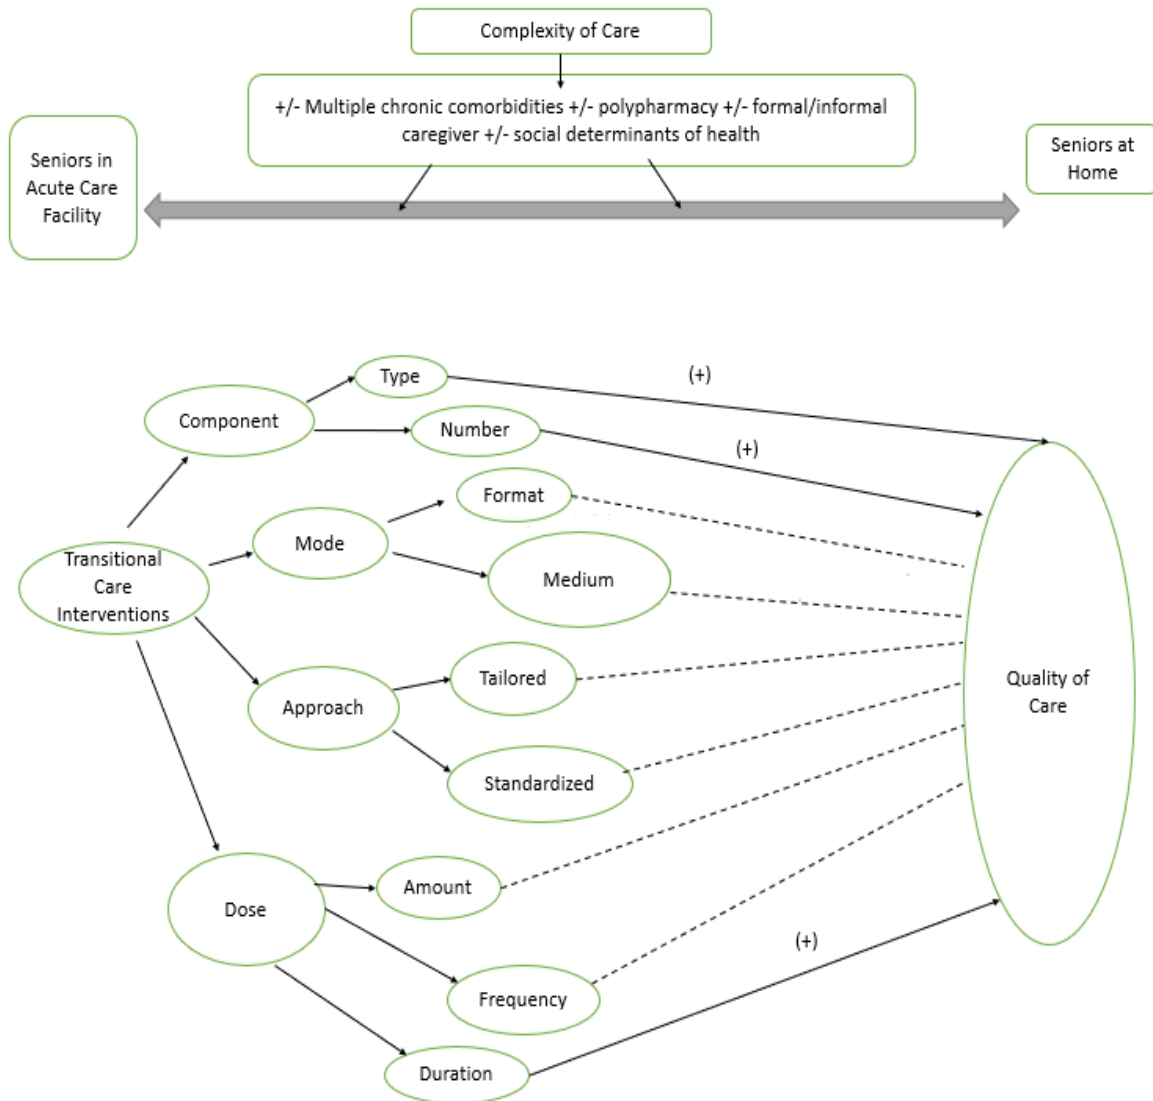 Complexity of Care
+/- Multiple chronic comorbidities +/- polypharmacy +/- formal/informal
caregiver +/- social determinants of health
Seniors in
Acute Care
Facility
Seniors at
Home
Type
(+)
Component
Number
(+)
Format
Mode
Transitional
Care
Interventions
Medium
Tailored
Approach
Quality of
Care
Standardized
Amount
Dose
(+)
Frequency
Duration